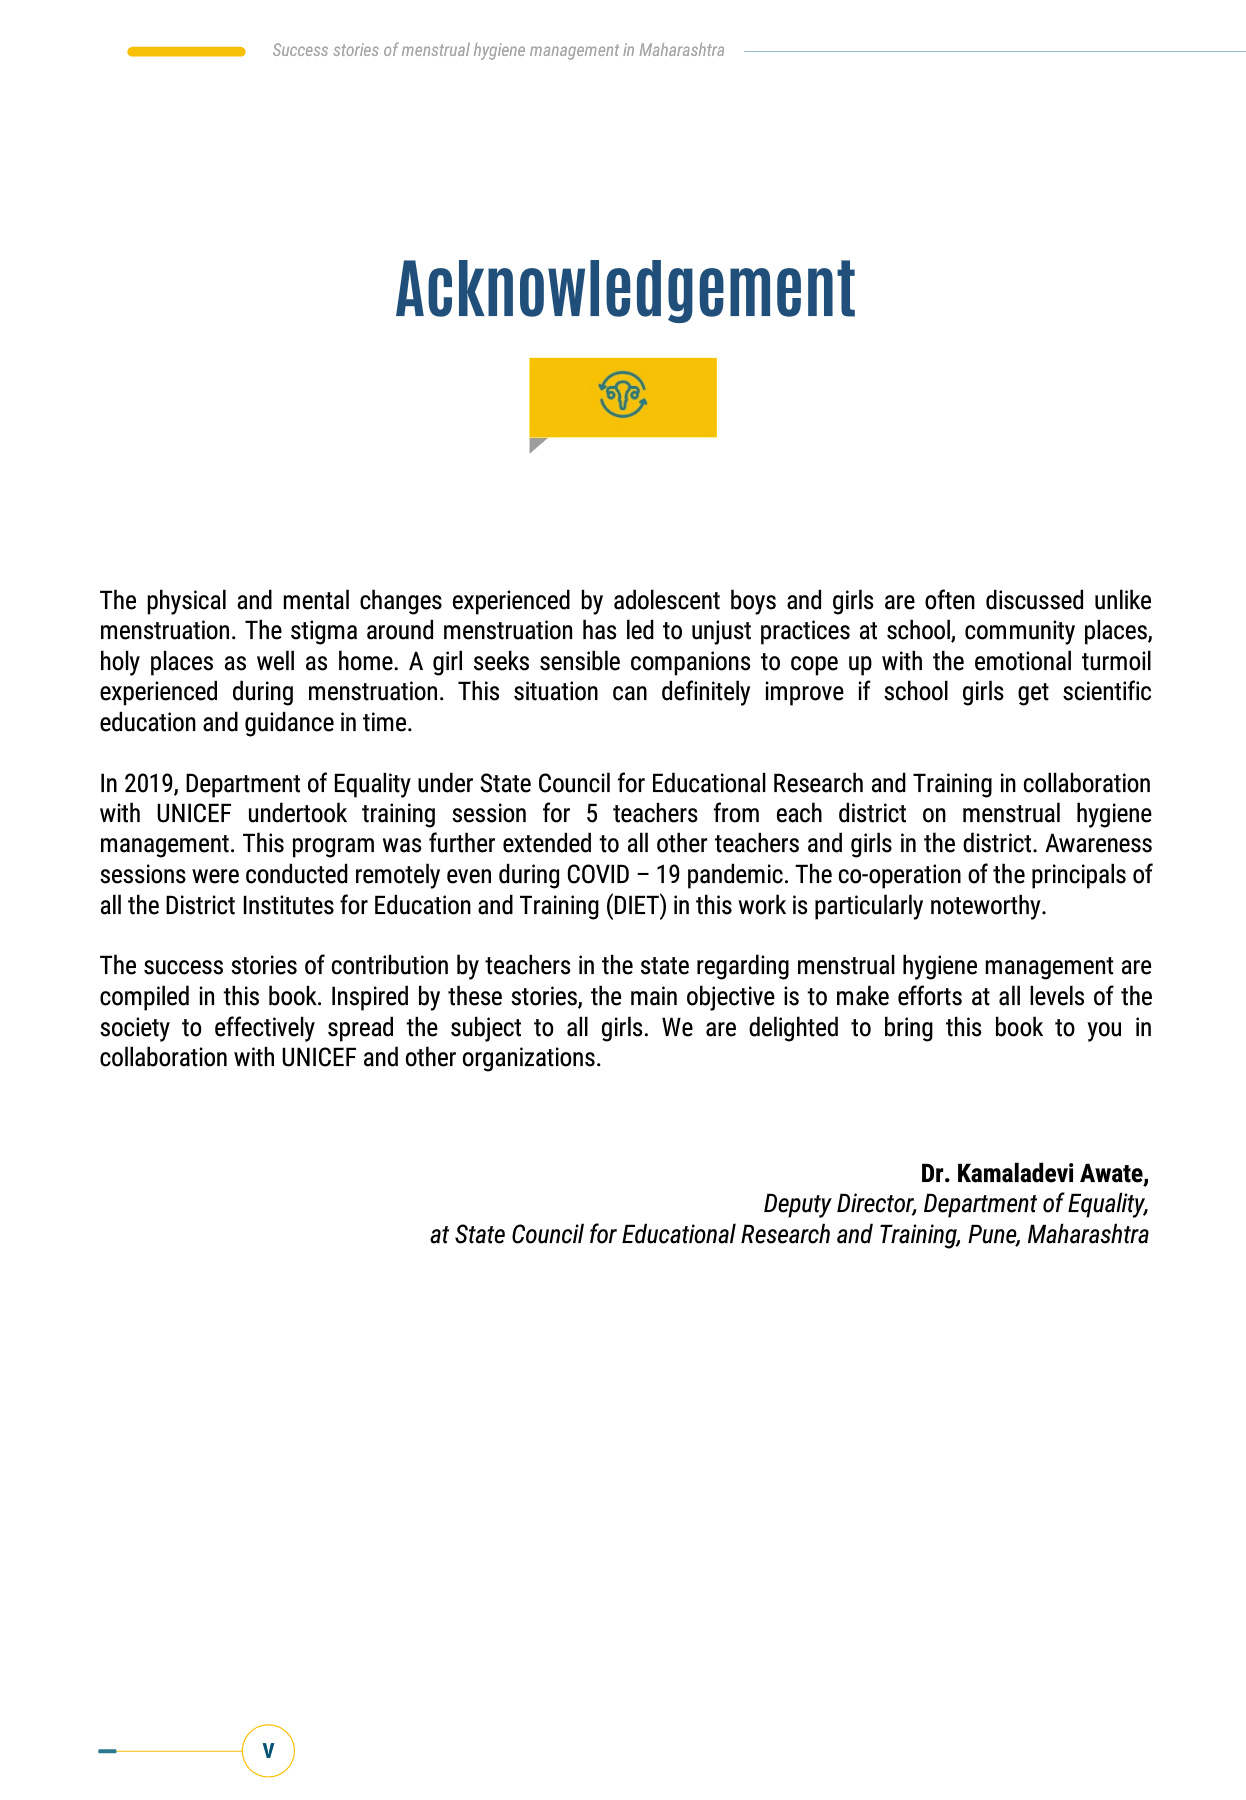 Success stories of menstrual hygiene management in Maharashtra
Acknowledgement
The physical and mental changes experienced by adolescent boys and girls are often discussed unlike
menstruation. The stigma around menstruation has led to unjust practices at school, community places,
holy places as well as home. A girl seeks sensible companions to cope up with the emotional turmoil
experienced during menstruation. This situation can definitely improve if school girls get scientific
education and guidance in time.
In 2019, Department of Equality under State Council for Educational Research and Training in collaboration
with UNICEF undertook training session for 5 teachers from each district on menstrual hygiene
management. This program was further extended to all other teachers and girls in the district. Awareness
sessions were conducted remotely even during COVID – 19 pandemic. The co-operation of the principals of
all the District Institutes for Education and Training (DIET) in this work is particularly noteworthy.
The success stories of contribution by teachers in the state regarding menstrual hygiene management are
compiled in this book. Inspired by these stories, the main objective is to make efforts at all levels of the
society to effectively spread the subject to all girls. We are delighted to bring this book to you in
collaboration with UNICEF and other organizations.
Dr. Kamaladevi Awate,
Deputy Director, Department of Equality,
at State Council for Educational Research and Training, Pune, Maharashtra
V